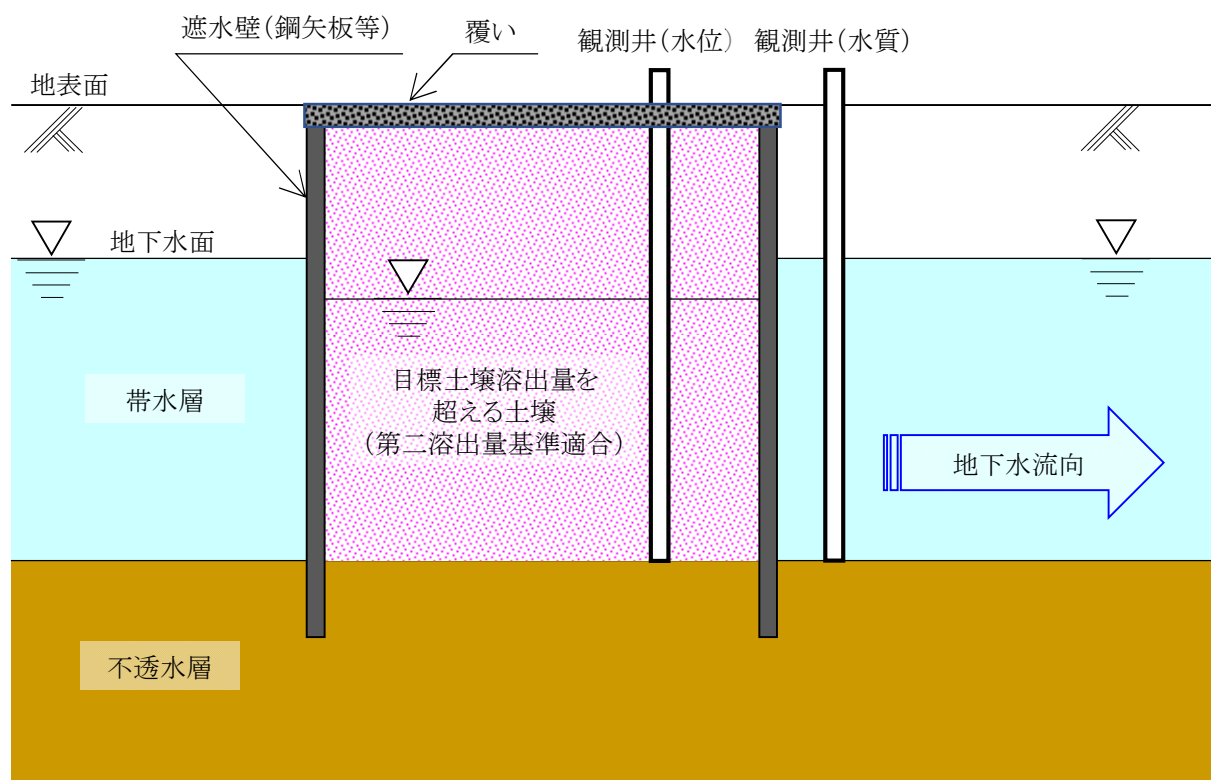 遮水壁（鋼矢板等）
覆い
観測井（水位）
観測井（水質）
地表面
地下水面
帯水層
目標土壌溶出量を
超える土壌
（第二溶出量基準適合）
地下水流向
不透水層